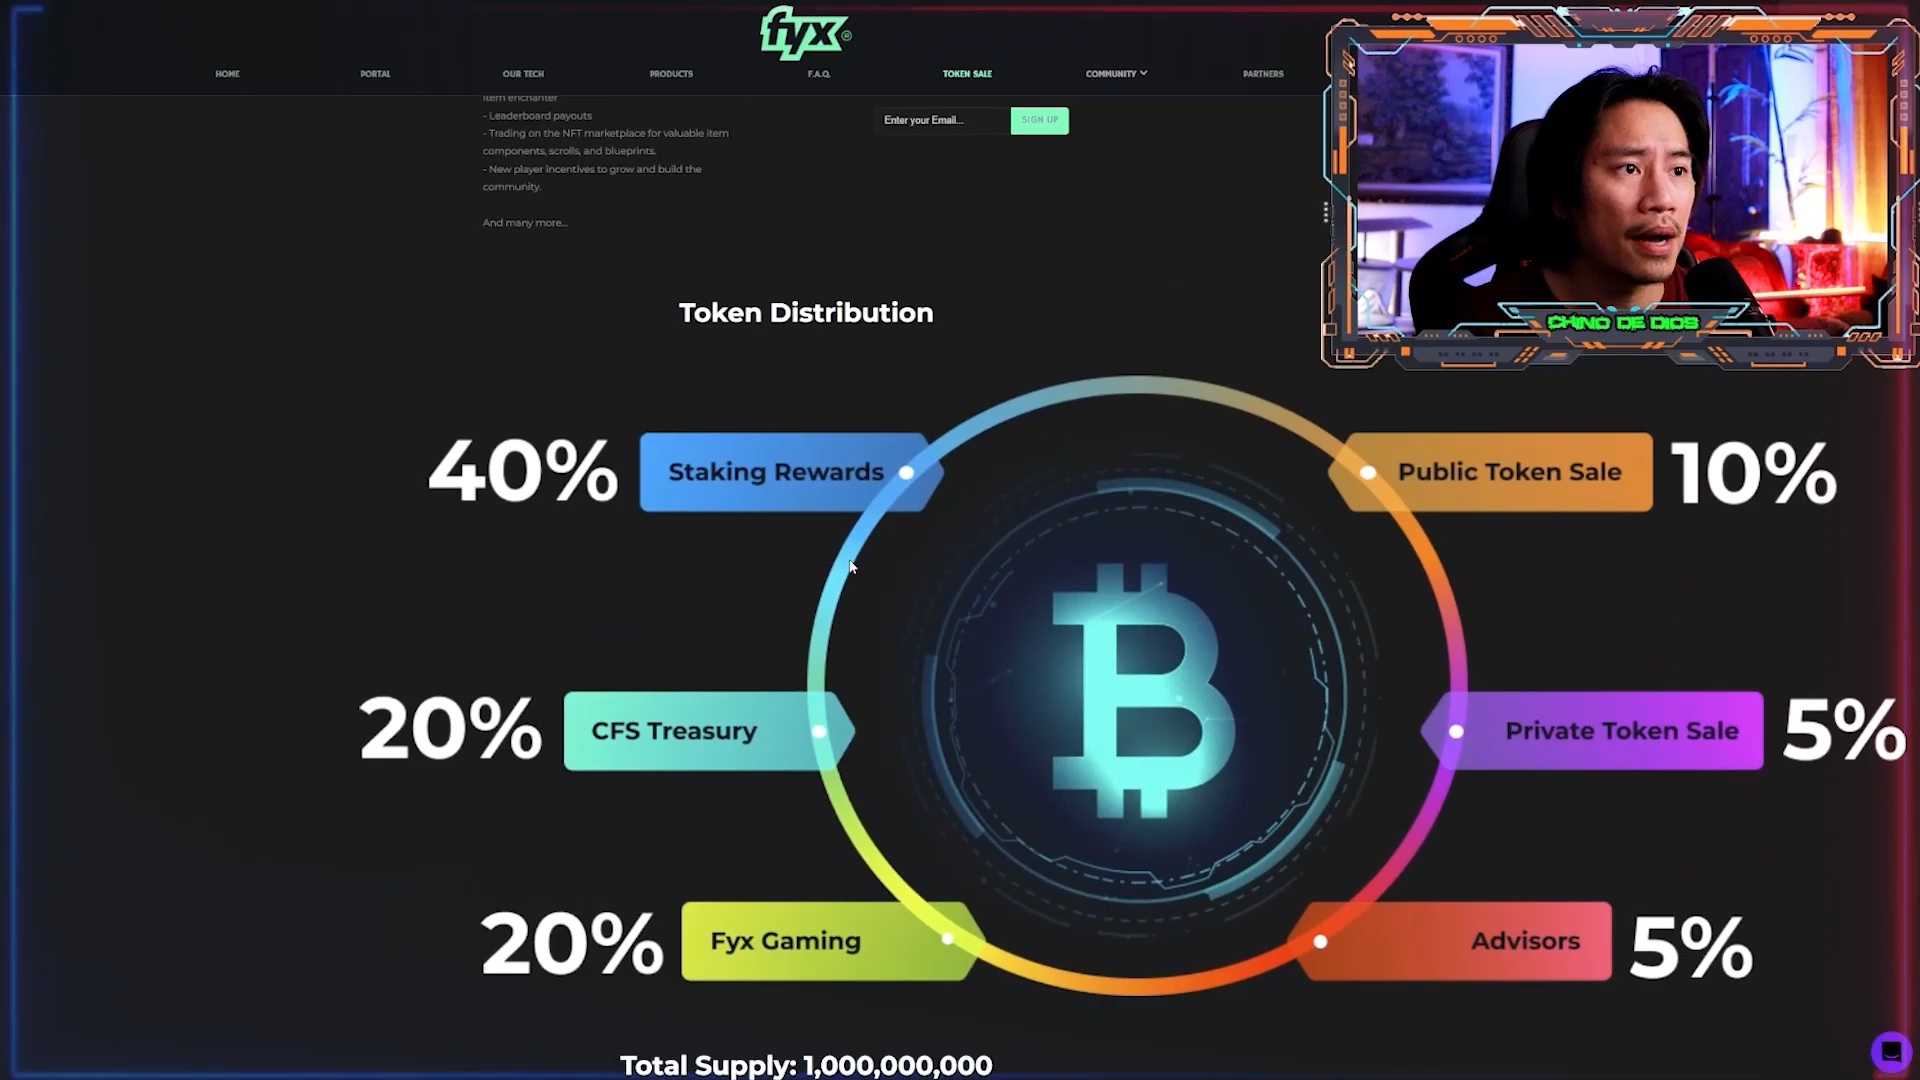 fyx®
HOME PORTAL OUR TECH PRODUCTS F.A.Q. TOKEN SALE COMMUNITY PARTNERS
item enchanter
- Leaderboard payouts
- Trading on the NFT marketplace for valuable item
components, scrolls, and blueprints.
- New player incentives to grow and build the
community.
And many more...
Enter your Email... SIGN UP
CHINO DE DIOS
Token Distribution
40% Staking Rewards
Public Token Sale 10%
20% CFS Treasury
Private Token Sale 5%
20% Fyx Gaming
Advisors 5%
Total Supply: 1,000,000,000